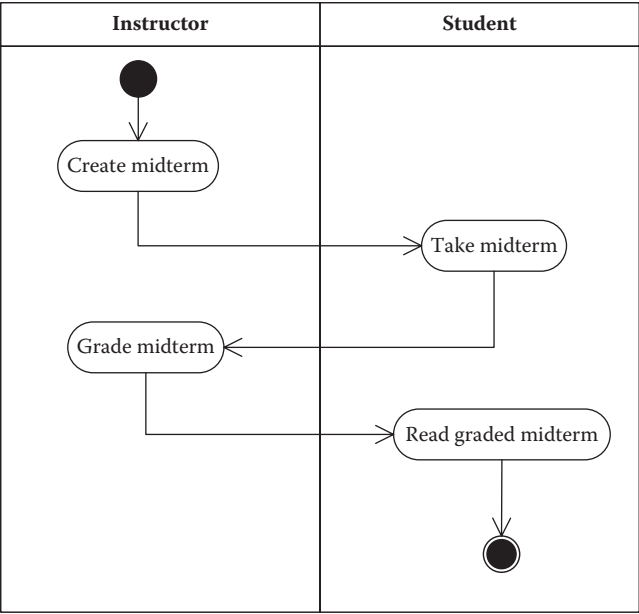 Instructor
Student
Create midterm
Take midterm
Grade midterm
Read graded midterm